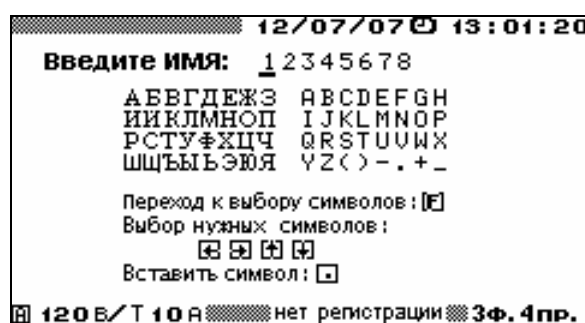 12/07/07 13:01:20
Введите ИМЯ: 12345678
АБВГДЕЖЗ ABCDEFGH
ИИКЛМНОП IJKLMNOP
РСТУФХЦЧ QRSTUVWX
ШЩЪЫЬЭЮЯ YZ()-.+_
Переход к выбору символов: [F]
Выбор нужных символов:
← → ↑ ↓
Вставить символ: [.]
А 120В/Т 10А нет регистрации 3ф.4пр.